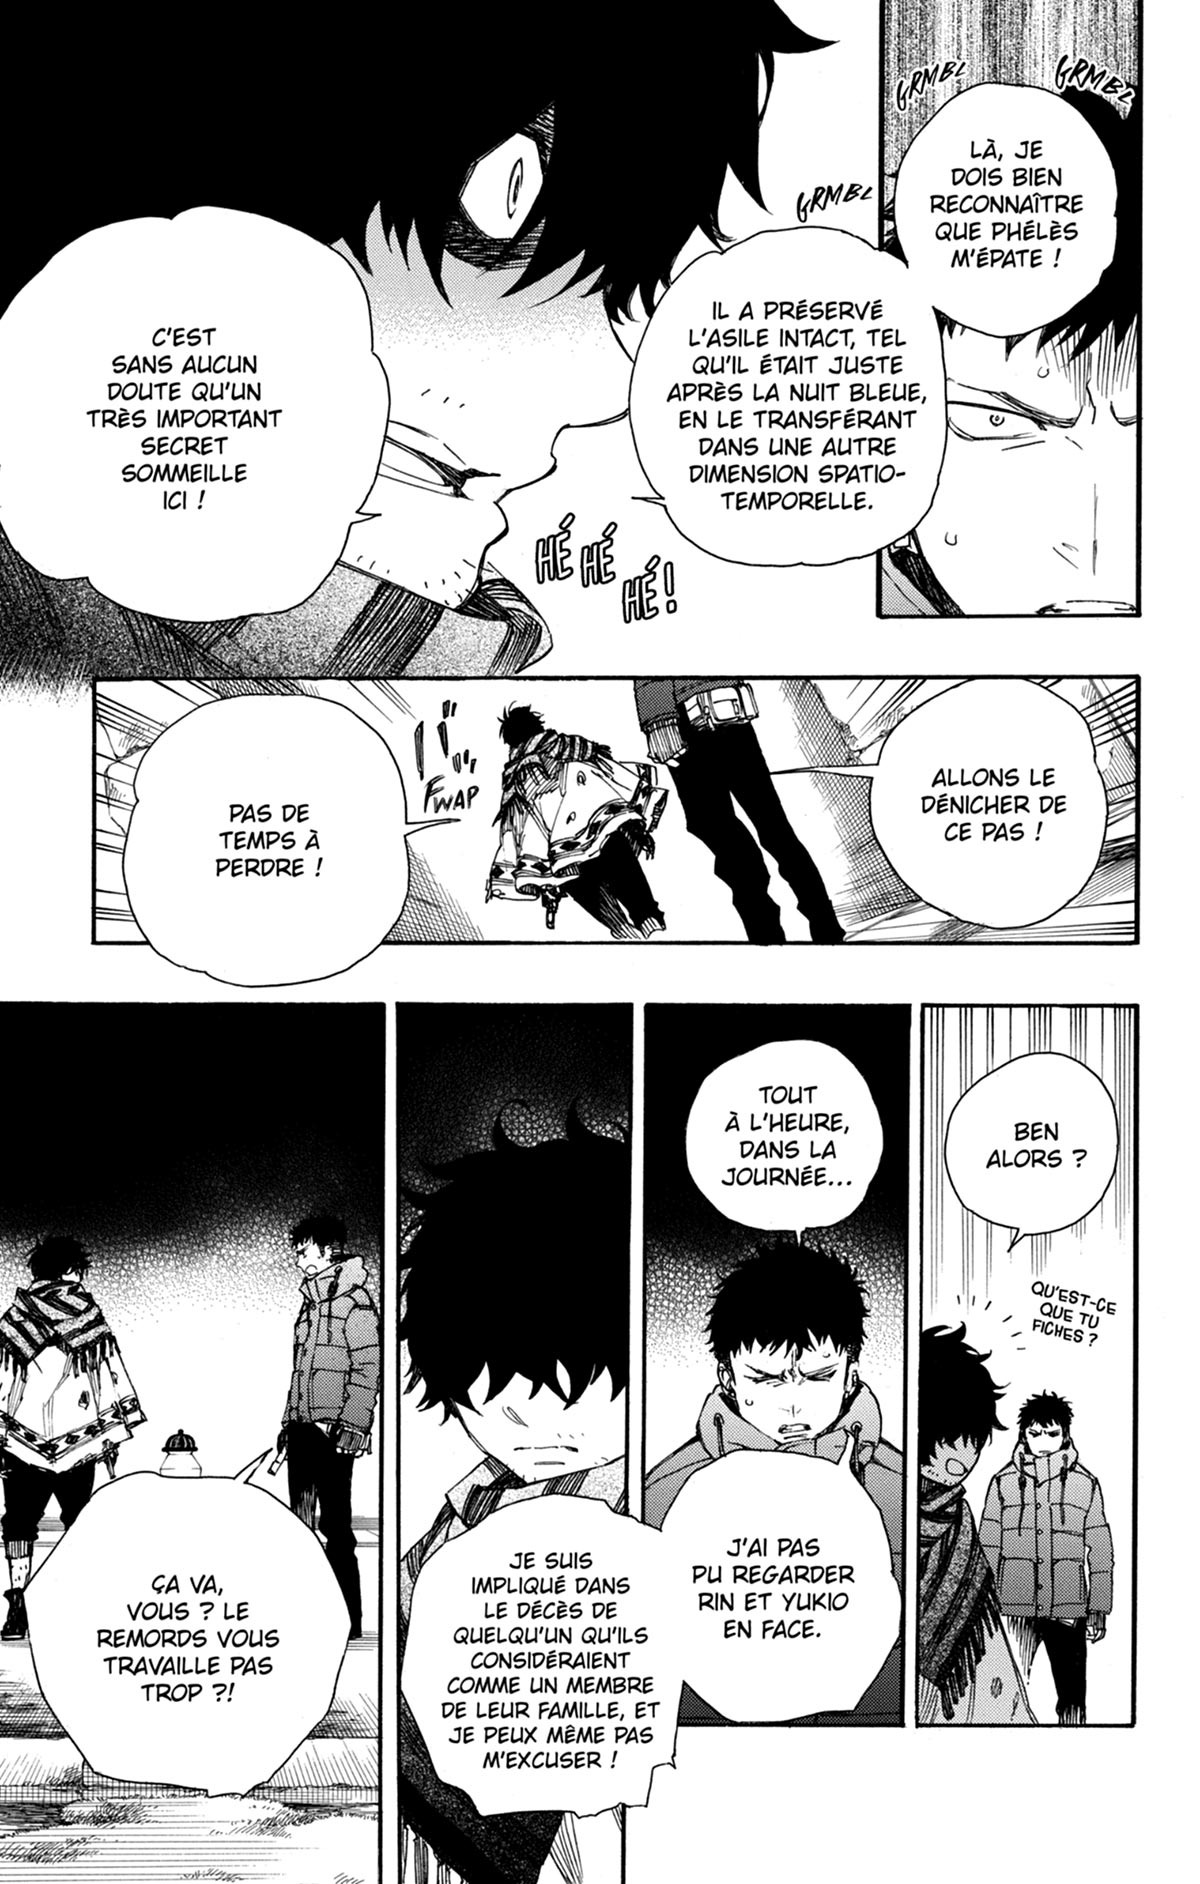 GRMBL
GRMBL
LÀ, JE
DOIS BIEN
RECONNAÎTRE
QUE PHÉLÈS
M'ÉPATE !
GRMBL
IL A PRÉSERVÉ
L'ASILE INTACT, TEL
QU'IL ÉTAIT JUSTE
APRÈS LA NUIT BLEUE,
EN LE TRANSFÉRANT
DANS UNE AUTRE
DIMENSION SPATIO-
TEMPORELLE.
C'EST
SANS AUCUN
DOUTE QU'UN
TRÈS IMPORTANT
SECRET
SOMMEILLE
ICI !
HÉ HÉ
HÉ !
ALLONS LE
DÉNICHER DE
CE PAS !
FWAP
PAS DE
TEMPS À
PERDRE !
BEN
ALORS ?
QU'EST-CE
QUE TU
FICHES ?
TOUT
À L'HEURE,
DANS LA
JOURNÉE...
J'AI PAS
PU REGARDER
RIN ET YUKIO
EN FACE.
JE SUIS
IMPLIQUÉ DANS
LE DÉCÈS DE
QUELQU'UN QU'ILS
CONSIDÉRAIENT
COMME UN MEMBRE
DE LEUR FAMILLE, ET
JE PEUX MÊME PAS
M'EXCUSER !
ÇA VA,
VOUS ? LE
REMORDS VOUS
TRAVAILLE PAS
TROP ?!